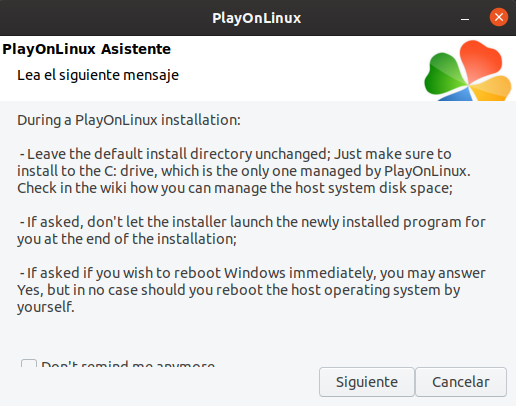 PlayOnLinux
PlayOnLinux Asistente
Lea el siguiente mensaje
During a PlayOnLinux installation:
- Leave the default install directory unchanged; Just make sure to
install to the C: drive, which is the only one managed by PlayOnLinux.
Check in the wiki how you can manage the host system disk space;
- If asked, don't let the installer launch the newly installed program for
you at the end of the installation;
- If asked if you wish to reboot Windows immediately, you may answer
Yes, but in no case should you reboot the host operating system by
yourself.
Don't remind me anymore
Siguiente
Cancelar